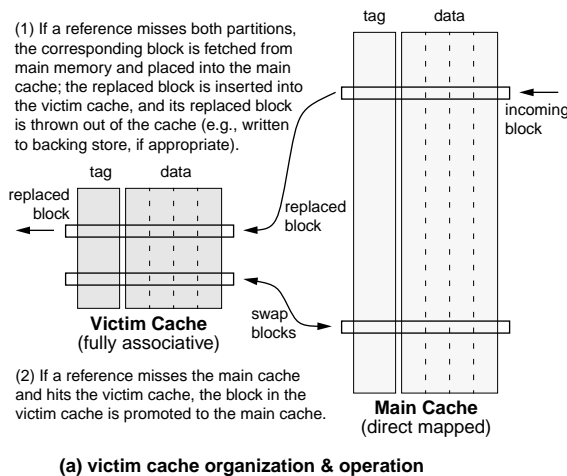 (1) If a reference misses both partitions,
the corresponding block is fetched from
main memory and placed into the main
cache; the replaced block is inserted into
the victim cache, and its replaced block
is thrown out of the cache (e.g., written
to backing store, if appropriate).
tag data
replaced
block
Victim Cache
(fully associative)
(2) If a reference misses the main cache
and hits the victim cache, the block in the
victim cache is promoted to the main cache.
replaced
block
swap
blocks
tag data
incoming
block
Main Cache
(direct mapped)
(a) victim cache organization & operation